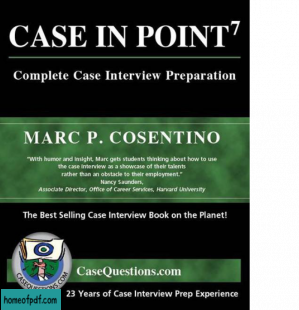 CASE IN POINT7
Complete Case Interview Preparation
MARC P. COSENTINO
"With humor and insight, Marc gets students thinking about how to use
the case interview as a showcase of their talents
rather than an obstacle to their employment."
Nancy Saunders,
Associate Director, Office of Career Services, Harvard University
The Best Selling Case Interview Book on the Planet!
CASEQUESTIONS.COM
CaseQuestions.com
23 Years of Case Interview Prep Experience
homeofpdf.com